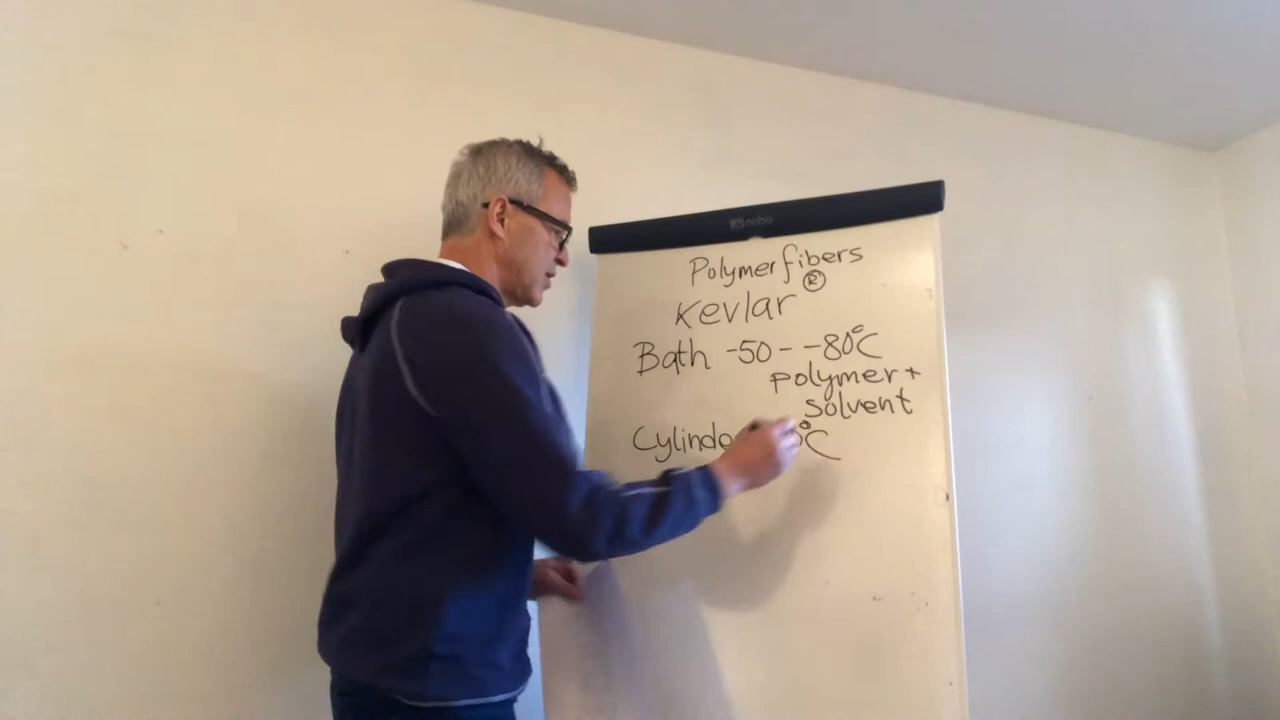 nobo
Polymer fibers
Kevlar ®
Bath -50 - -80°C
polymer +
solvent
°C